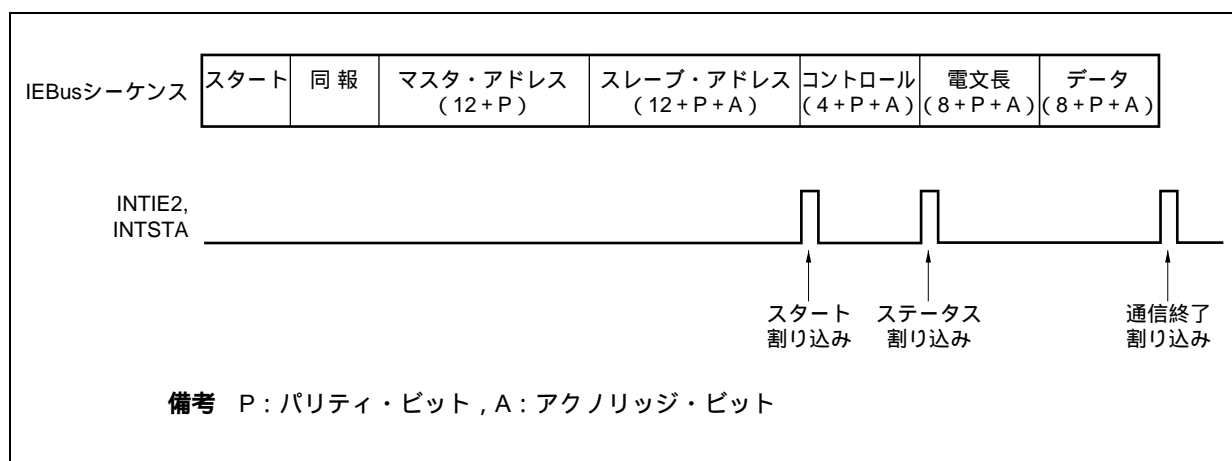 IEBusシーケンス
スタート
同 報
マスタ・アドレス
(12+P)
スレーブ・アドレス
(12+P+A)
コントロール
(4+P+A)
電文長
(8+P+A)
データ
(8+P+A)
INTIE2,
INTSTA
スタート
割り込み
ステータス
割り込み
通信終了
割り込み
備考 P:パリティ・ビット,A:アクノリッジ・ビット